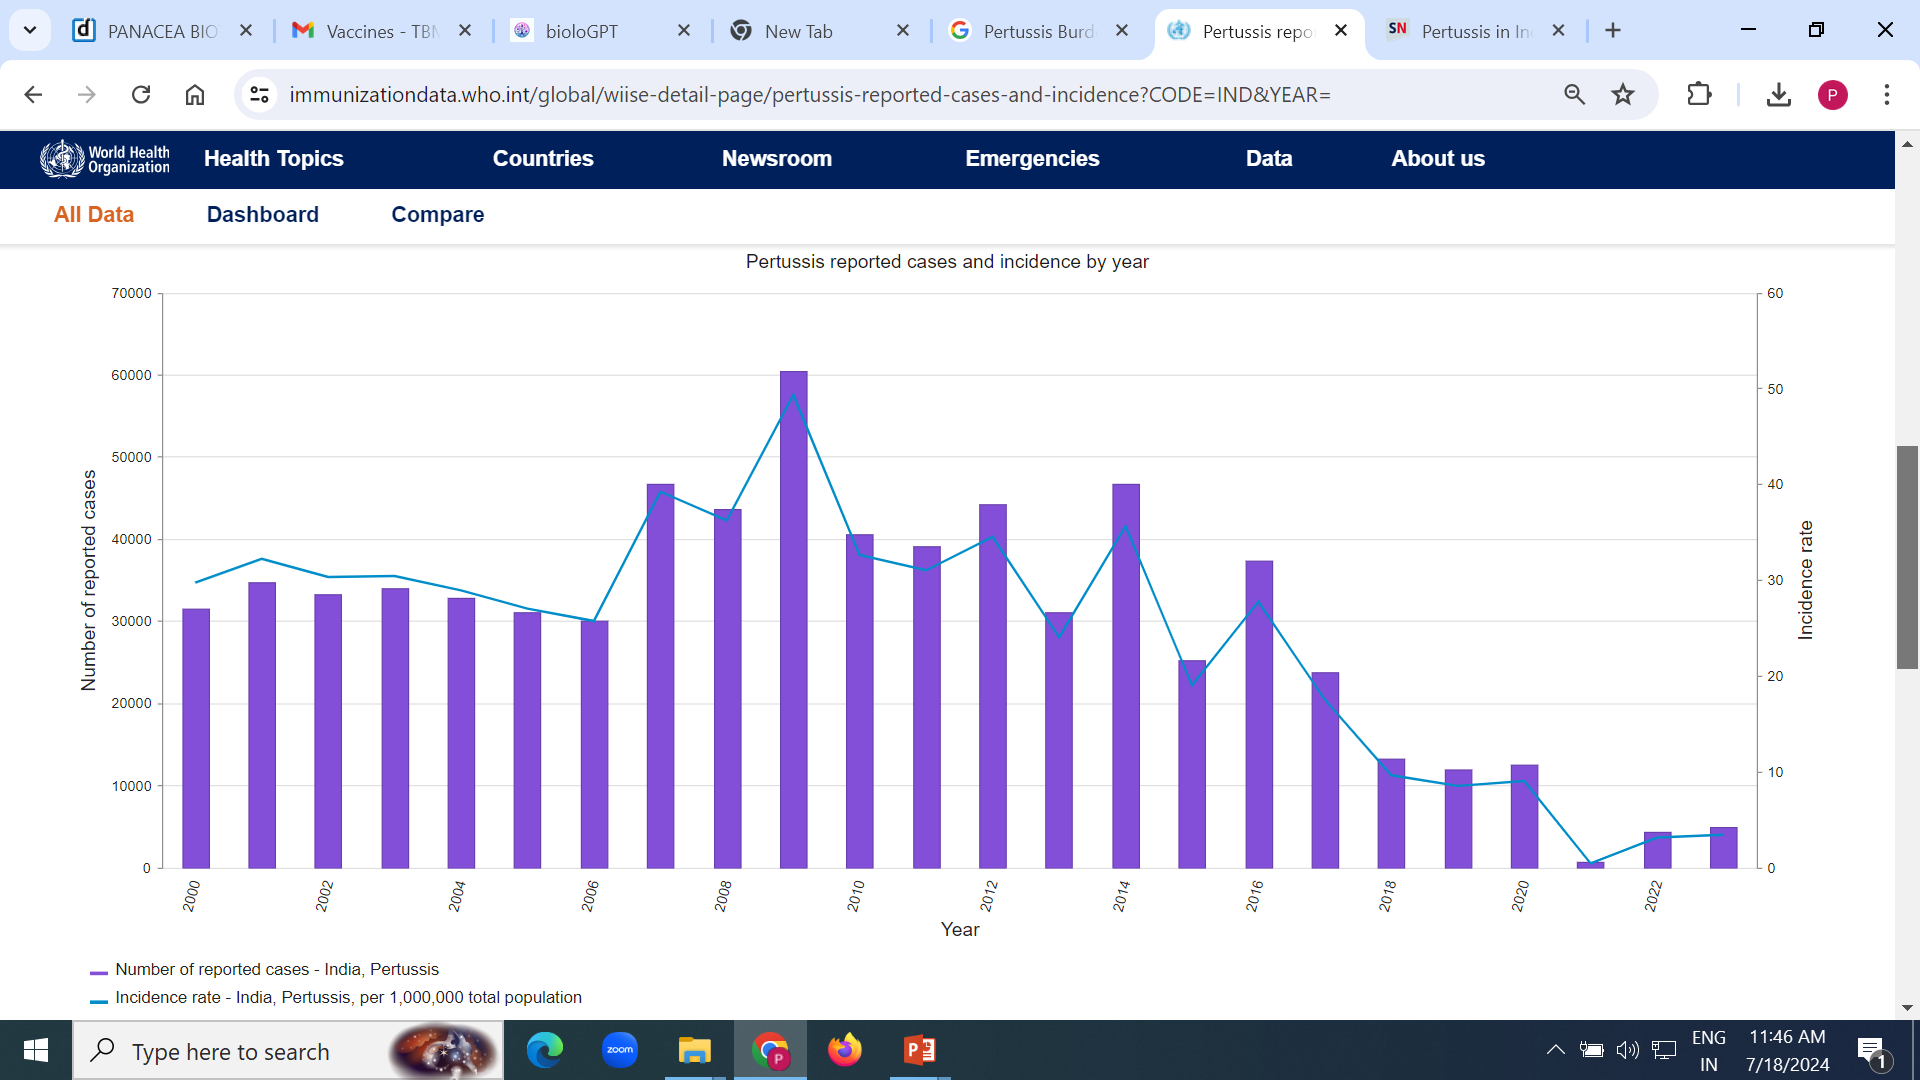 PANACEA BIO
Vaccines - TBM
bioloGPT
New Tab
Pertussis Burd
Pertussis repo
SN
Pertussis in In
immunizationdata.who.int/global/wiise-detail-page/pertussis-reported-cases-and-incidence?CODE=IND&YEAR=
P
World Health
Organization
Health Topics
Countries
Newsroom
Emergencies
Data
About us
All Data
Dashboard
Compare
Pertussis reported cases and incidence by year
Number of reported cases
70000
60000
50000
40000
30000
20000
10000
0
60
50
40
30
20
10
0
Incidence rate
2000
2002
2004
2006
2008
2010
2012
2014
2016
2018
2020
2022
Year
Number of reported cases - India, Pertussis
Incidence rate - India, Pertussis, per 1,000,000 total population
Type here to search
zoom
P
ENG
IN
11:46 AM
7/18/2024
1